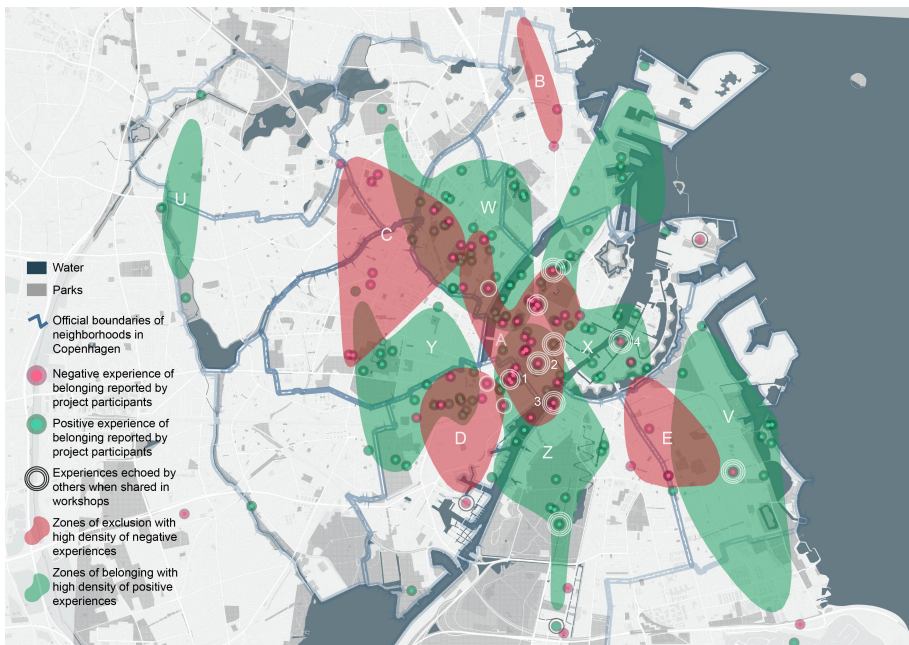 B
U
W
C
Water
Parks
Official boundaries of
neighborhoods in
Copenhagen
A
Y
X
4
2
Negative experience of
belonging reported by
project participants
1
3
V
Positive experience of
belonging reported by
project participants
D
E
Z
Experiences echoed by
others when shared in
workshops
Zones of exclusion with
high density of negative
experiences
Zones of belonging with
high density of positive
experiences